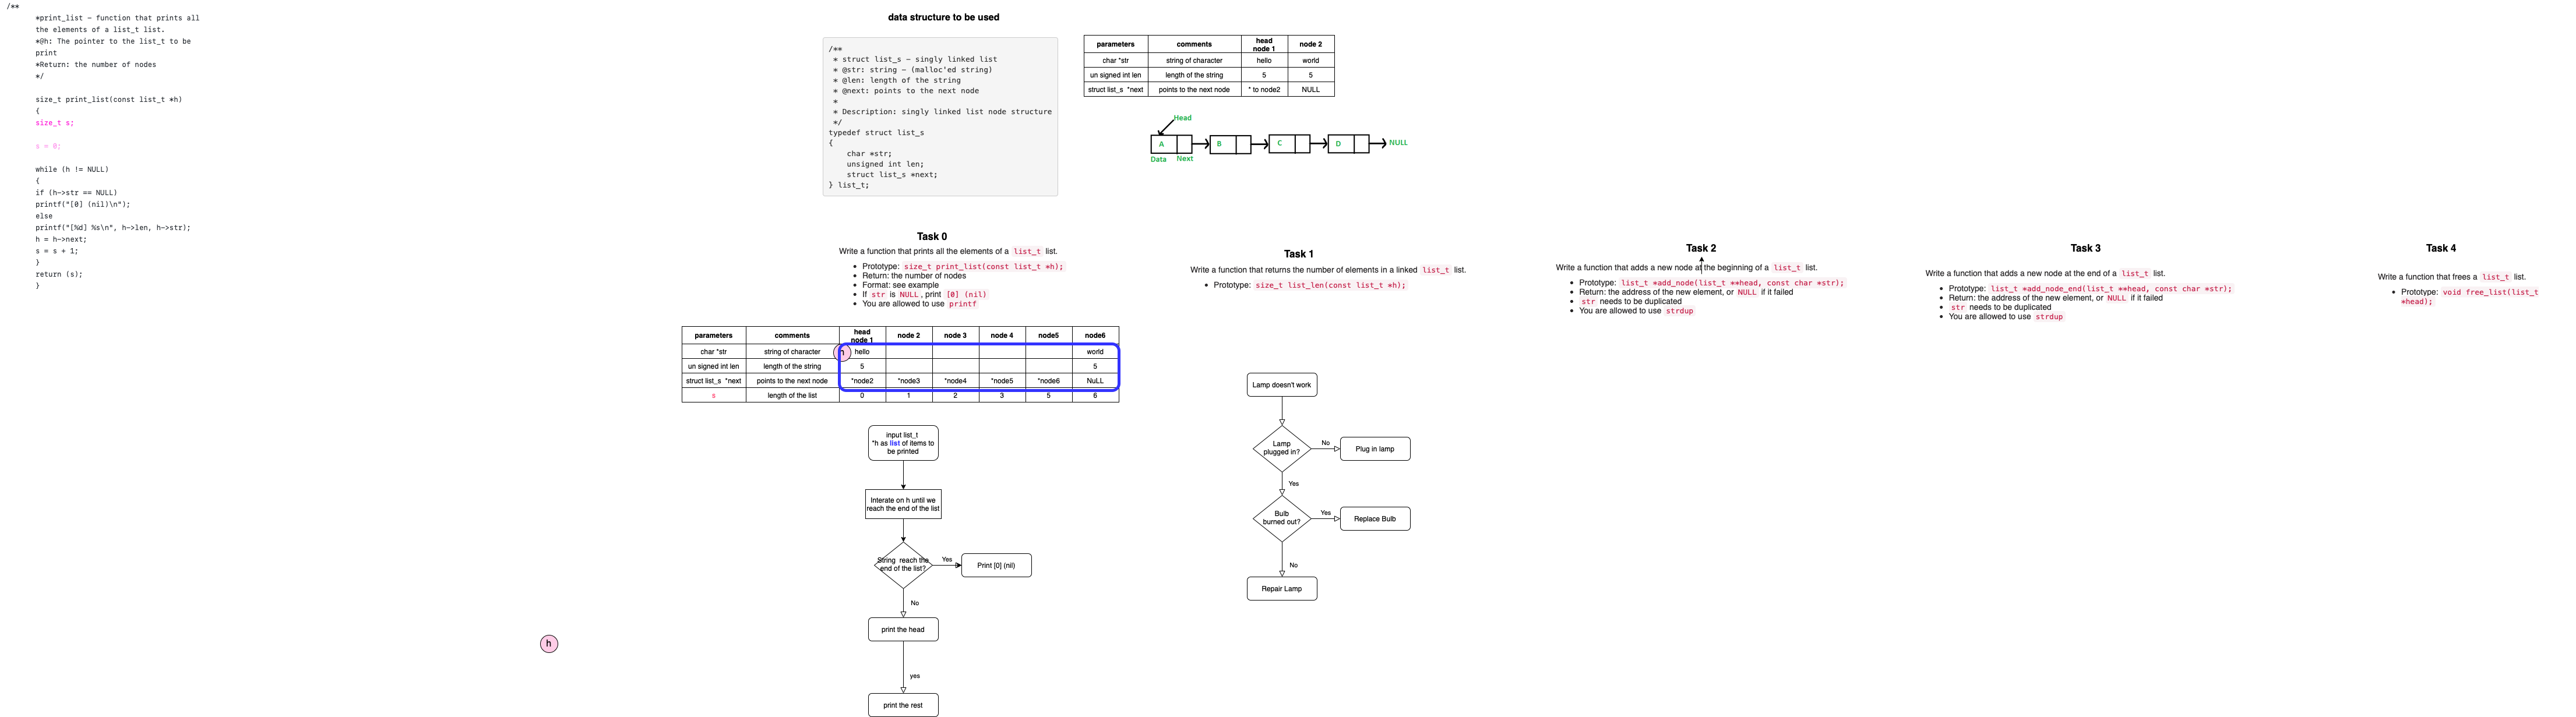 /**
*print_list - function that prints all
the elements of a list_t list.
*@h: The pointer to the list_t to be
print
*Return: the number of nodes
*/
size_t print_list(const list_t *h)
{
size_t s;
s = 0;
while (h != NULL)
{
if (h->str == NULL)
printf("[0] (nil)\n");
else
printf("[%d] %s\n", h->len, h->str);
h = h->next;
s = s + 1;
}
return (s);
}
data structure to be used
/**
* struct list_s - singly linked list
* @str: string - (malloc'ed string)
* @len: length of the string
* @next: points to the next node
*
* Description: singly linked list node structure
*/
typedef struct list_s
{
char *str;
unsigned int len;
struct list_s *next;
} list_t;
parameters comments head node 1 node 2
char *str string of character hello world
un signed int len length of the string 5 5
struct list_s *next points to the next node * to node2 NULL
Head
A B C D NULL
Data Next
Task 0
Write a function that prints all the elements of a list_t list.
• Prototype: size_t print_list(const list_t *h);
• Return: the number of nodes
• Format: see example
• If str is NULL, print [0] (nil)
• You are allowed to use printf
Task 1
Write a function that returns the number of elements in a linked list_t list.
• Prototype: size_t list_len(const list_t *h);
Task 2
Write a function that adds a new node at the beginning of a list_t list.
• Prototype: list_t *add_node(list_t **head, const char *str);
• Return: the address of the new element, or NULL if it failed
• str needs to be duplicated
• You are allowed to use strdup
Task 3
Write a function that adds a new node at the end of a list_t list.
• Prototype: list_t *add_node_end(list_t **head, const char *str);
• Return: the address of the new element, or NULL if it failed
• str needs to be duplicated
• You are allowed to use strdup
Task 4
Write a function that frees a list_t list.
• Prototype: void free_list(list_t
*head);
parameters comments head node 1 node 2 node 3 node 4 node5 node6
char *str string of character h hello world
un signed int len length of the string 5 5
struct list_s *next points to the next node *node2 *node3 *node4 *node5 *node6 NuLL
s length of the list 0 1 2 3 5 6
input list_t
*h as list of items to
be printed
Interate on h until we
reach the end of the list
String reach the
end of the list?
Yes
Print [0] (nil)
No
print the head
yes
print the rest
h
Lamp doesn't work
Lamp
plugged in?
No
Plug in lamp
Yes
Bulb
burned out?
Yes
Replace Bulb
No
Repair Lamp